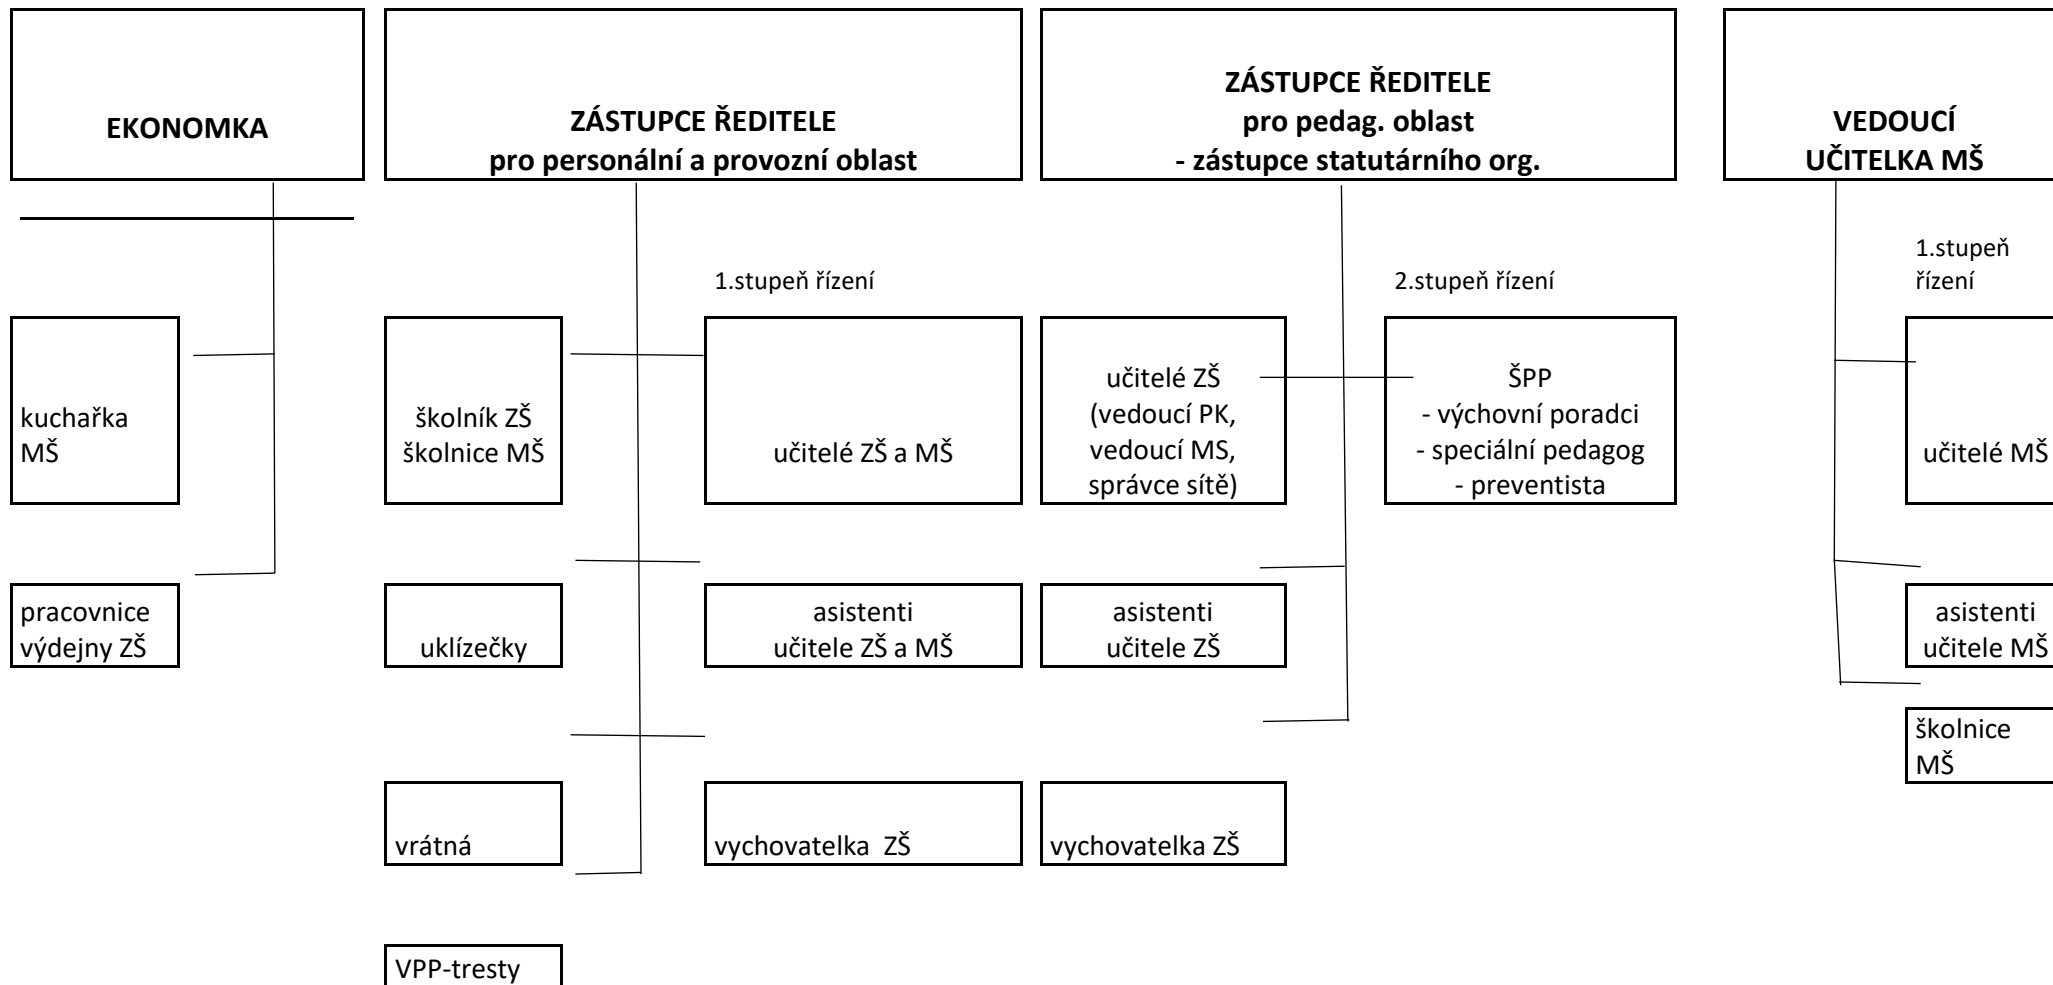 EKONOMKA
ZÁSTUPCE ŘEDITELE
pro personální a provozní oblast
ZÁSTUPCE ŘEDITELE
pro pedag. oblast
- zástupce statutárního org.
VEDOUCÍ
UČITELKA MŠ
1.stupeň řízení
2.stupeň řízení
1.stupeň
řízení
kuchařka
MŠ
školník ZŠ
školnice MŠ
učitelé ZŠ a MŠ
učitelé ZŠ
(vedoucí PK,
vedoucí MS,
správce sítě)
ŠPP
- výchovní poradci
- speciální pedagog
- preventista
učitelé MŠ
pracovnice
výdejny ZŠ
uklízečky
asistenti
učitele ZŠ a MŠ
asistenti
učitele ZŠ
asistenti
učitele MŠ
školnice
MŠ
vrátná
vychovatelka  ZŠ
vychovatelka ZŠ
VPP-tresty